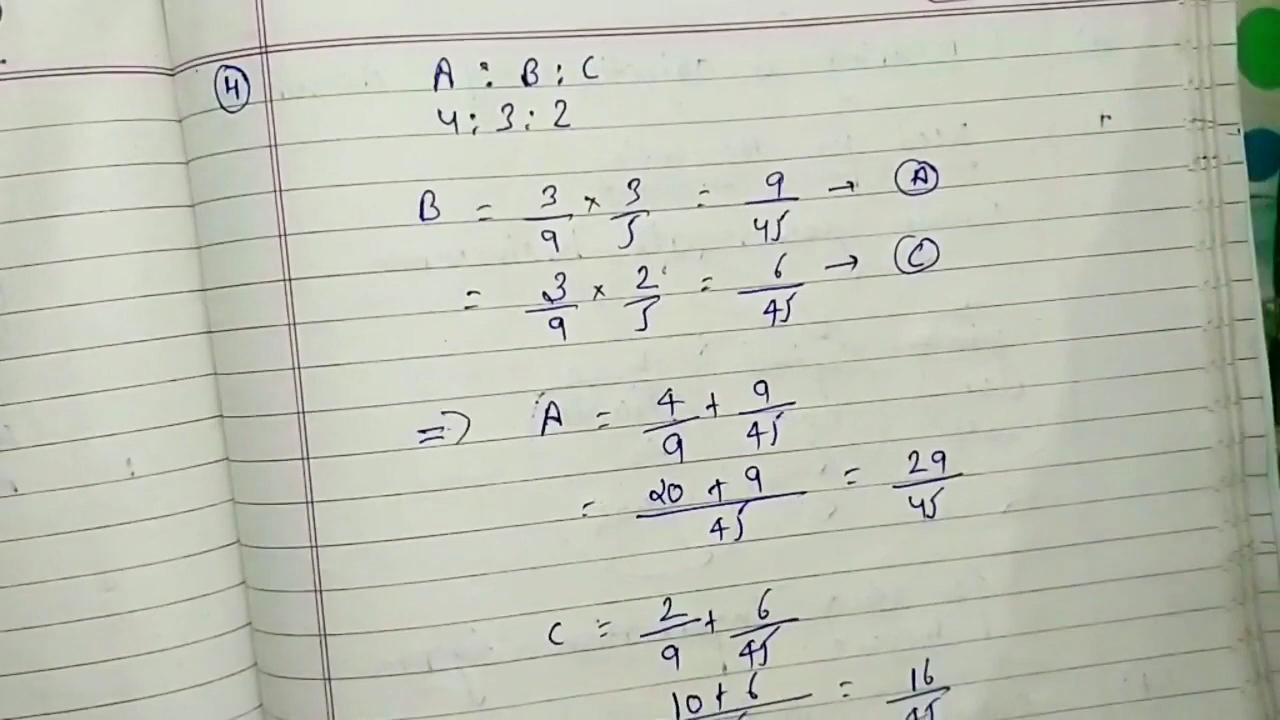 ④ A : B : C
4 : 3 : 2
B = 3/9 × 3/5 = 9/45 → Ⓐ
= 3/9 × 2/5 = 6/45 → Ⓒ
⇒ A = 4/9 + 9/45
= 20 + 9/45 = 29/45
C = 2/9 + 6/45
10 + 6 = 16/45